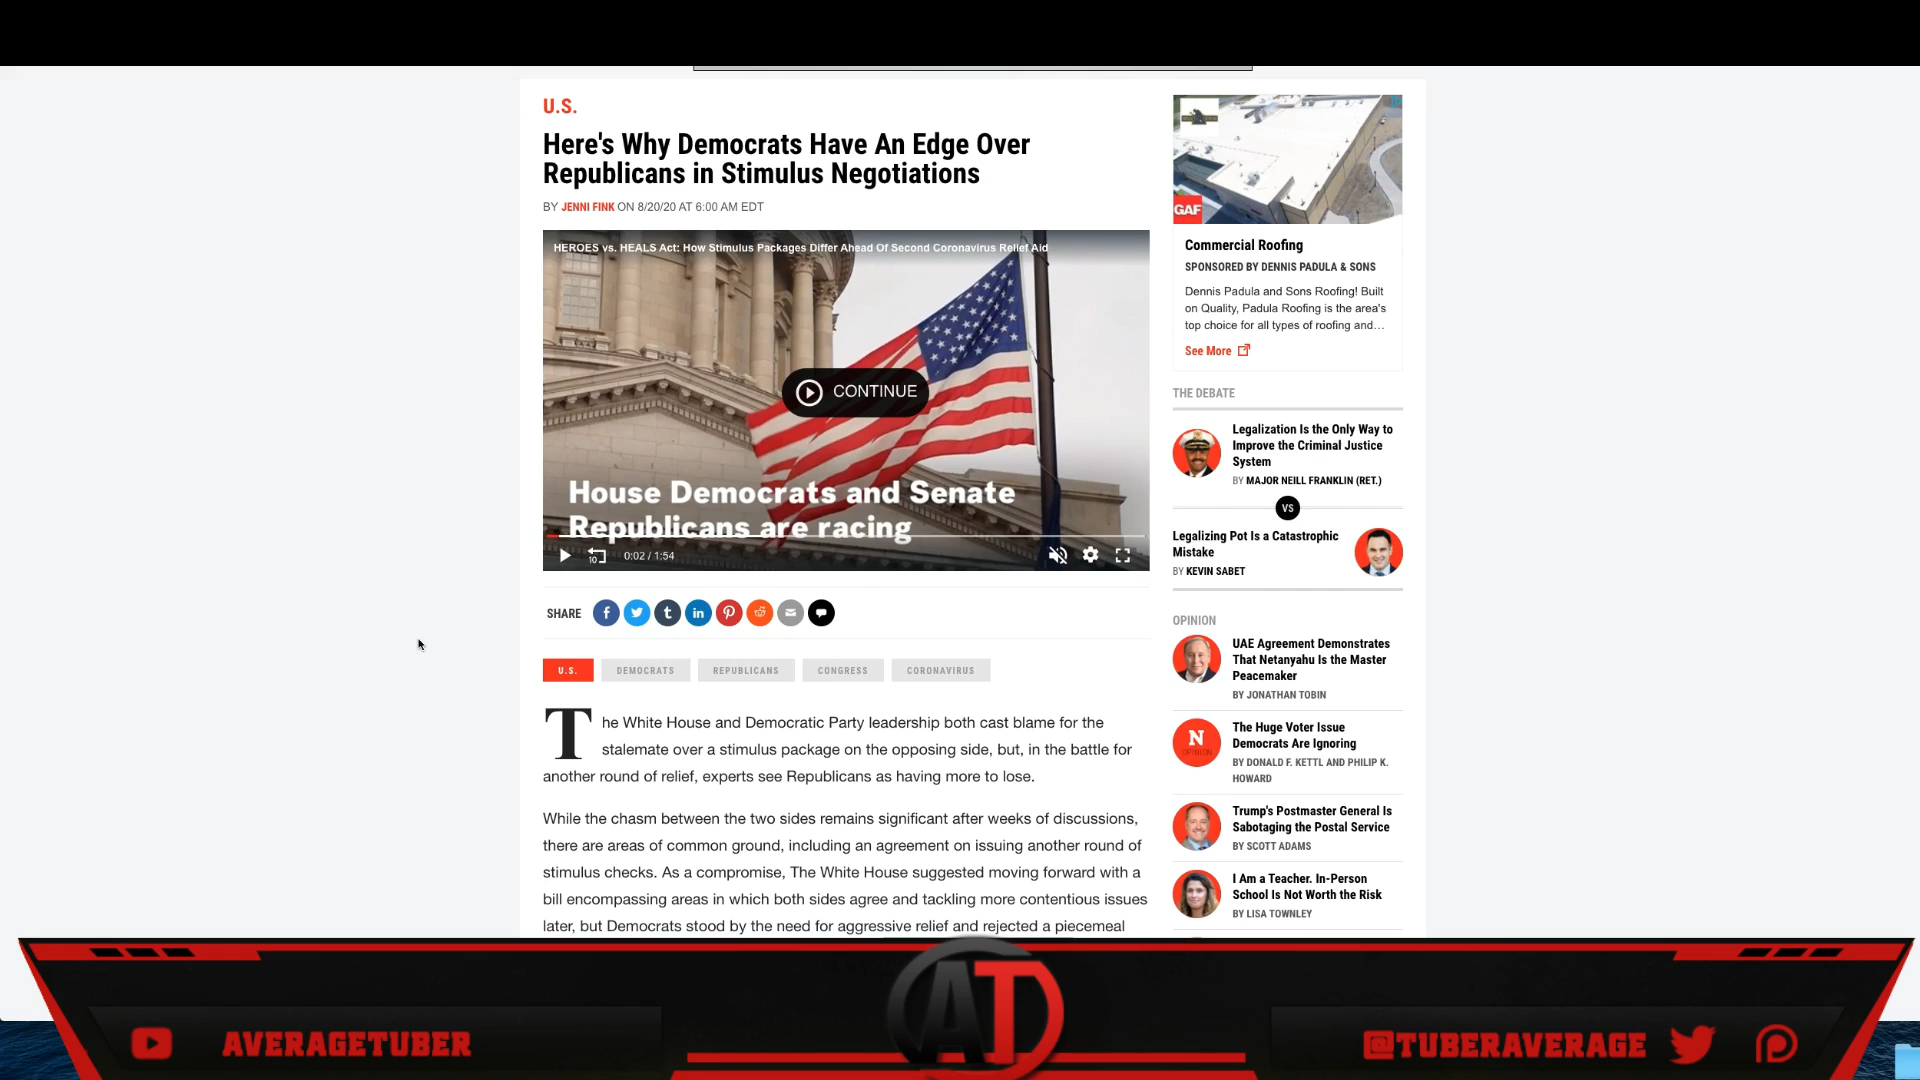 U.S.
Here's Why Democrats Have An Edge Over
Republicans in Stimulus Negotiations
BY JENNI FINK ON 8/20/20 AT 6:00 AM EDT
HEROES vs. HEALS Act: How Stimulus Packages Differ Ahead Of Second Coronavirus Relief Aid
CONTINUE
House Democrats and Senate
Republicans are racing
10
0:02 / 1:54
SHARE
U.S.
DEMOCRATS
REPUBLICANS
CONGRESS
CORONAVIRUS
The White House and Democratic Party leadership both cast blame for the
stalemate over a stimulus package on the opposing side, but, in the battle for
another round of relief, experts see Republicans as having more to lose.
While the chasm between the two sides remains significant after weeks of discussions,
there are areas of common ground, including an agreement on issuing another round of
stimulus checks. As a compromise, The White House suggested moving forward with a
bill encompassing areas in which both sides agree and tackling more contentious issues
later, but Democrats stood by the need for aggressive relief and rejected a piecemeal
GAF
Commercial Roofing
SPONSORED BY DENNIS PADULA & SONS
Dennis Padula and Sons Roofing! Built
on Quality, Padula Roofing is the area's
top choice for all types of roofing and...
See More
THE DEBATE
Legalization Is the Only Way to
Improve the Criminal Justice
System
BY MAJOR NEILL FRANKLIN (RET.)
VS
Legalizing Pot Is a Catastrophic
Mistake
BY KEVIN SABET
OPINION
UAE Agreement Demonstrates
That Netanyahu Is the Master
Peacemaker
BY JONATHAN TOBIN
N
OPINION
The Huge Voter Issue
Democrats Are Ignoring
BY DONALD F. KETTL AND PHILIP K.
HOWARD
Trump's Postmaster General Is
Sabotaging the Postal Service
BY SCOTT ADAMS
I Am a Teacher. In-Person
School Is Not Worth the Risk
BY LISA TOWNLEY
AVERAGETUBER
AT
@TUBERAVERAGE